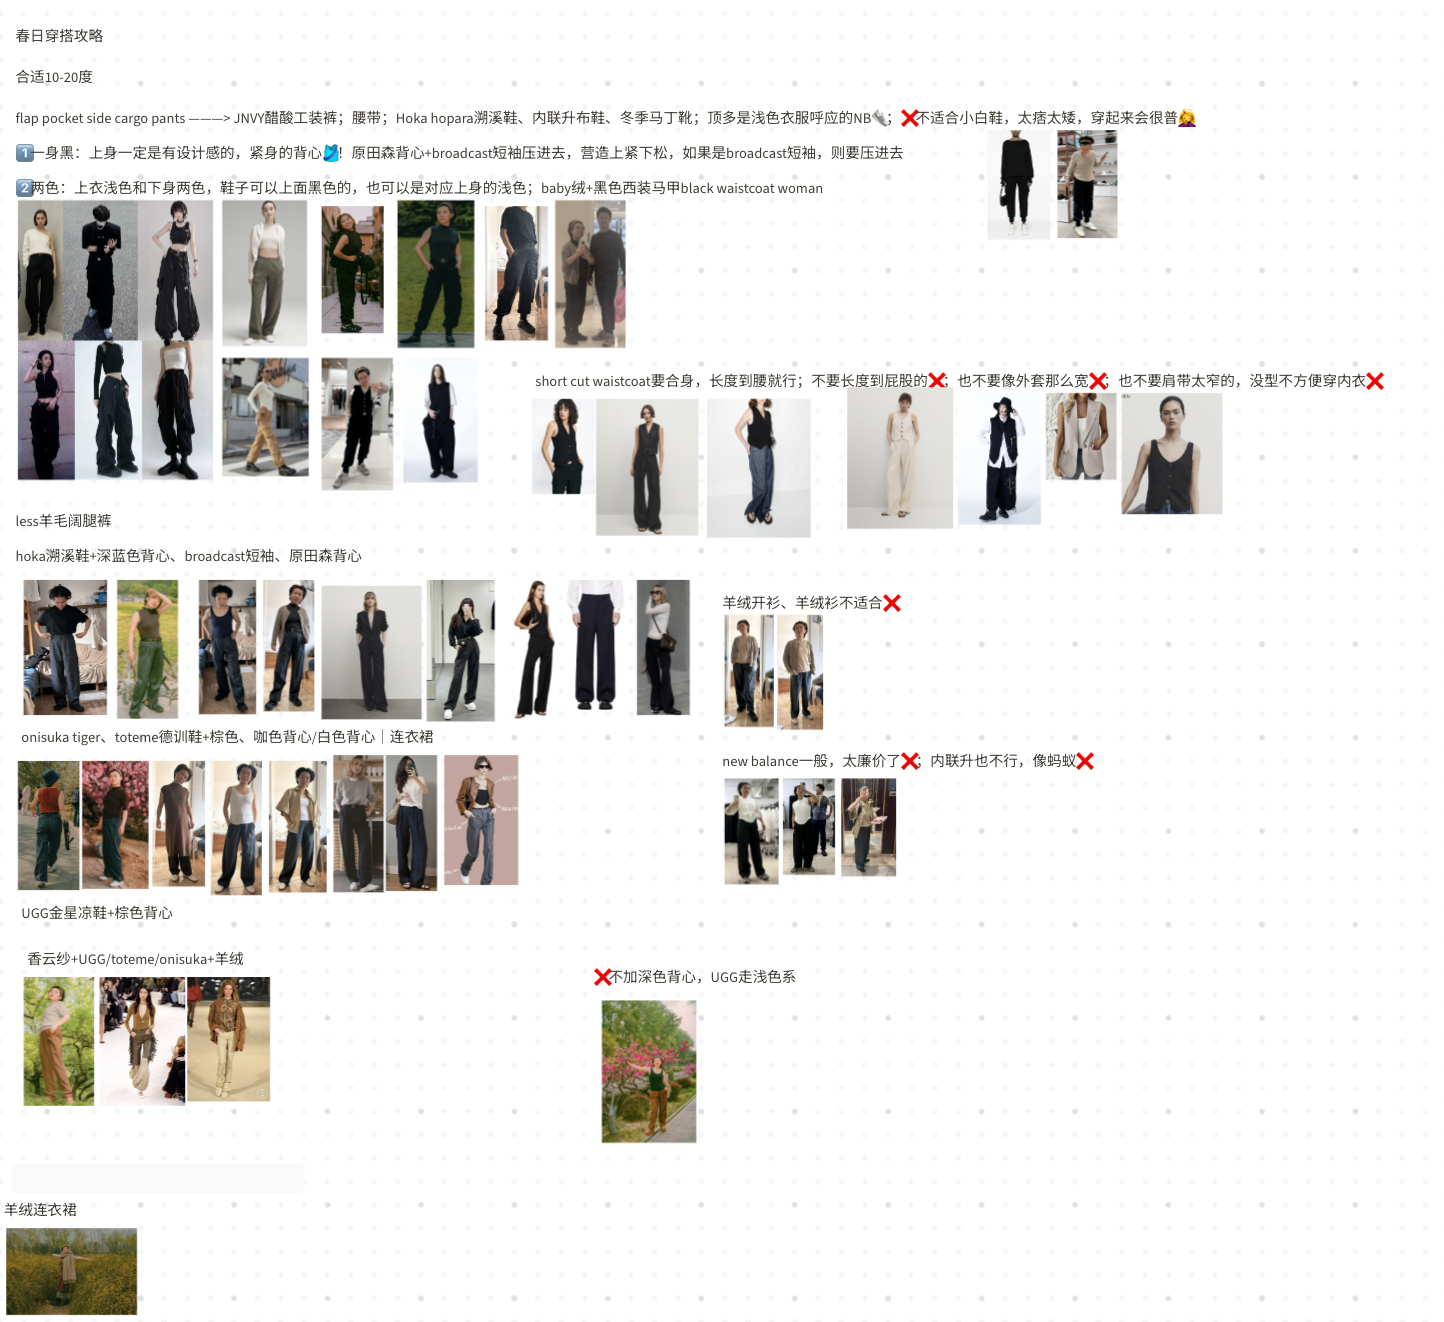 春日穿搭攻略
合适10-20度
flap pocket side cargo pants ———> JNVY醋酸工装裤；腰带；Hoka hopara溯溪鞋、内联升布鞋、冬季马丁靴；顶多是浅色衣服呼应的NB；❌不适合小白鞋，太痞太矮，穿起来会很普
1️⃣一身黑：上身一定是有设计感的，紧身的背心！原田森背心+broadcast短袖压进去，营造上紧下松，如果是broadcast短袖，则要压进去
2️⃣两色：上衣浅色和下身两色，鞋子可以上面黑色的，也可以是对应上身的浅色；baby绒+黑色西装马甲black waistcoat woman
short cut waistcoat要合身，长度到腰就行；不要长度到屁股的❌；也不要像外套那么宽❌；也不要肩带太窄的，没型不方便穿内衣❌
less羊毛阔腿裤
hoka溯溪鞋+深蓝色背心、broadcast短袖、原田森背心
羊绒开衫、羊绒衫不适合❌
onisuka tiger、toteme德训鞋+棕色、咖色背心/白色背心｜连衣裙
new balance一般，太廉价了❌；内联升也不行，像蚂蚁❌
UGG金星凉鞋+棕色背心
香云纱+UGG/toteme/onisuka+羊绒
❌不加深色背心，UGG走浅色系
羊绒连衣裙